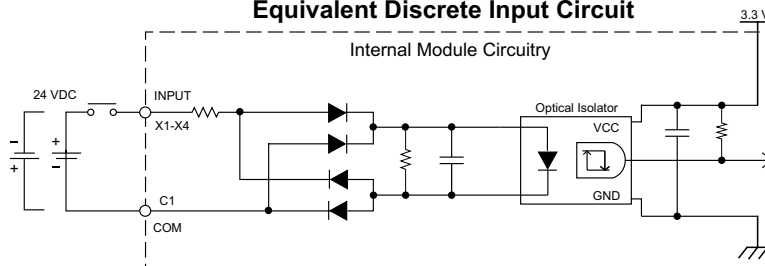 Equivalent Discrete Input Circuit
3.3 V
Internal Module Circuitry
24 VDC
INPUT
X1-X4
Optical Isolator
VCC
GND
C1
COM
+
−
−
+